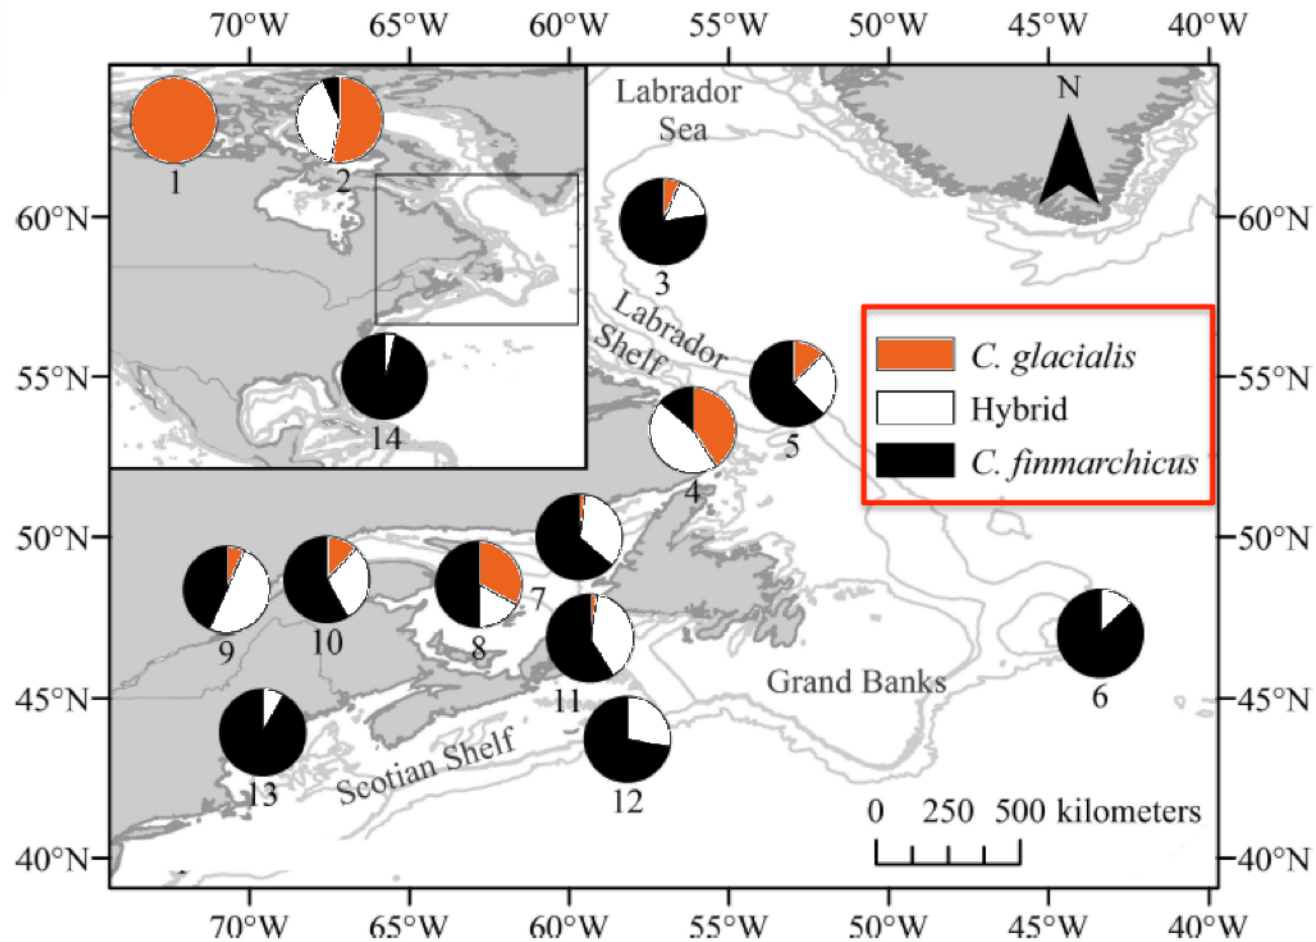 70°W 65°W 60°W 55°W 50°W 45°W 40°W
Labrador
Sea
N
1
2
60°N
60°N
3
Labrador
Shelf
C. glacialis
Hybrid
C. finmarchicus
55°N
55°N
14
5
4
50°N
50°N
7
9
10
8
11
Grand Banks
6
45°N
45°N
13
Scotian Shelf
12
0 250 500 kilometers
40°N
40°N
70°W 65°W 60°W 55°W 50°W 45°W 40°W